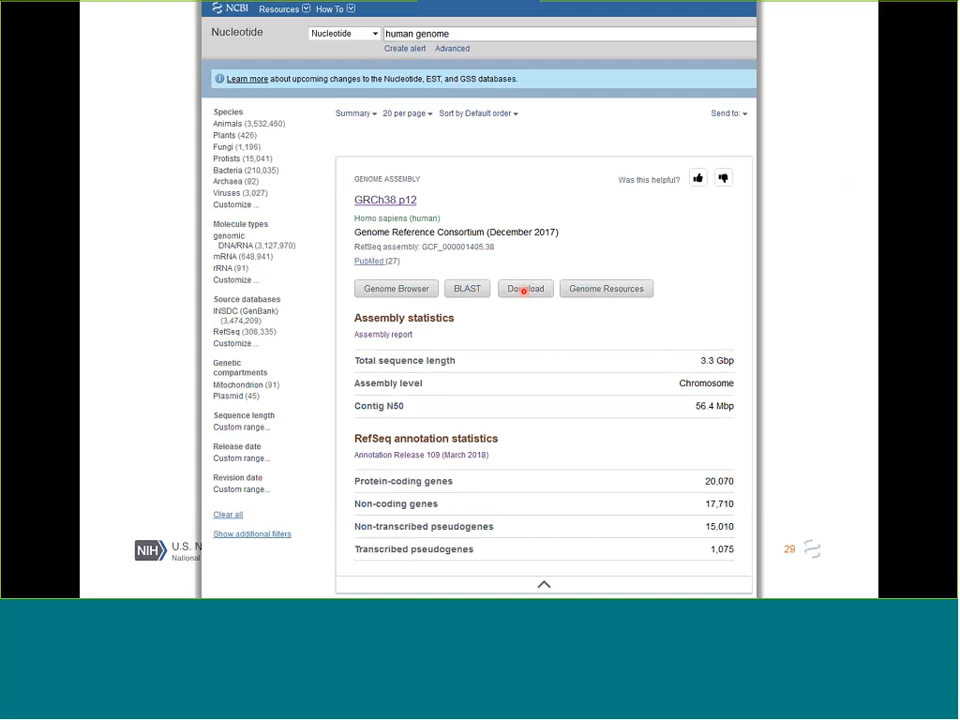 NCBI Resources How To
Nucleotide Nucleotide human genome
Create alert Advanced
Learn more about upcoming changes to the Nucleotide, EST, and GSS databases.
Species
Animals (3,532,460)
Plants (426)
Fungi (1,196)
Protists (15,041)
Bacteria (210,035)
Archaea (92)
Viruses (3,027)
Customize ...
Molecule types
genomic
DNA/RNA (3,127,970)
mRNA (648,941)
rRNA (91)
Customize ...
Source databases
INSDC (GenBank)
(3,474,209)
RefSeq (308,335)
Customize ...
Genetic
compartments
Mitochondrion (91)
Plasmid (45)
Sequence length
Custom range...
Release date
Custom range...
Revision date
Custom range...
Clear all
Show additional filters
Summary 20 per page Sort by Default order Send to:
GENOME ASSEMBLY Was this helpful?
GRCh38.p12
Homo sapiens (human)
Genome Reference Consortium (December 2017)
RefSeq assembly: GCF_000001405.38
PubMed (27)
Genome Browser BLAST Download Genome Resources
Assembly statistics
Assembly report
Total sequence length 3.3 Gbp
Assembly level Chromosome
Contig N50 56.4 Mbp
RefSeq annotation statistics
Annotation Release 109 (March 2018)
Protein-coding genes 20,070
Non-coding genes 17,710
Non-transcribed pseudogenes 15,010
Transcribed pseudogenes 1,075
NIH U.S. N
National
29